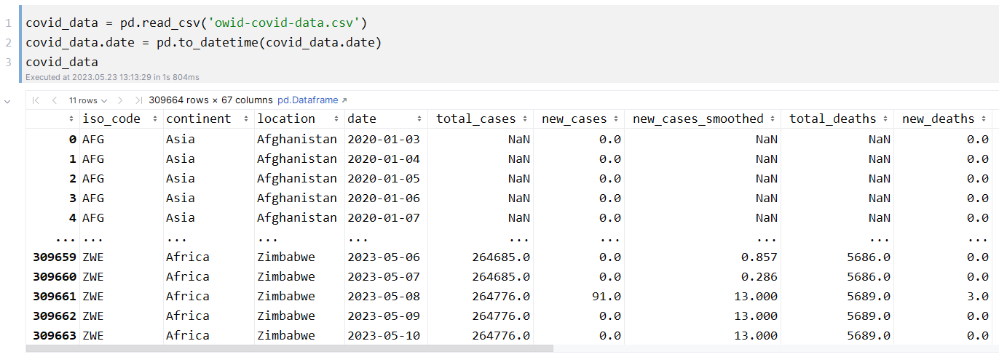 1 covid_data = pd.read_csv('owid-covid-data.csv')
2 covid_data.date = pd.to_datetime(covid_data.date)
3 covid_data
Executed at 2023.05.23 13:13:29 in 1s 804ms
11 rows 309664 rows × 67 columns pd.Dataframe
iso_code continent location date total_cases new_cases new_cases_smoothed total_deaths new_deaths
0 AFG Asia Afghanistan 2020-01-03 NaN 0.0 NaN NaN 0.0
1 AFG Asia Afghanistan 2020-01-04 NaN 0.0 NaN NaN 0.0
2 AFG Asia Afghanistan 2020-01-05 NaN 0.0 NaN NaN 0.0
3 AFG Asia Afghanistan 2020-01-06 NaN 0.0 NaN NaN 0.0
4 AFG Asia Afghanistan 2020-01-07 NaN 0.0 NaN NaN 0.0
... ... ... ... ... ... ... ... ... ...
309659 ZWE Africa Zimbabwe 2023-05-06 264685.0 0.0 0.857 5686.0 0.0
309660 ZWE Africa Zimbabwe 2023-05-07 264685.0 0.0 0.286 5686.0 0.0
309661 ZWE Africa Zimbabwe 2023-05-08 264776.0 91.0 13.000 5689.0 3.0
309662 ZWE Africa Zimbabwe 2023-05-09 264776.0 0.0 13.000 5689.0 0.0
309663 ZWE Africa Zimbabwe 2023-05-10 264776.0 0.0 13.000 5689.0 0.0